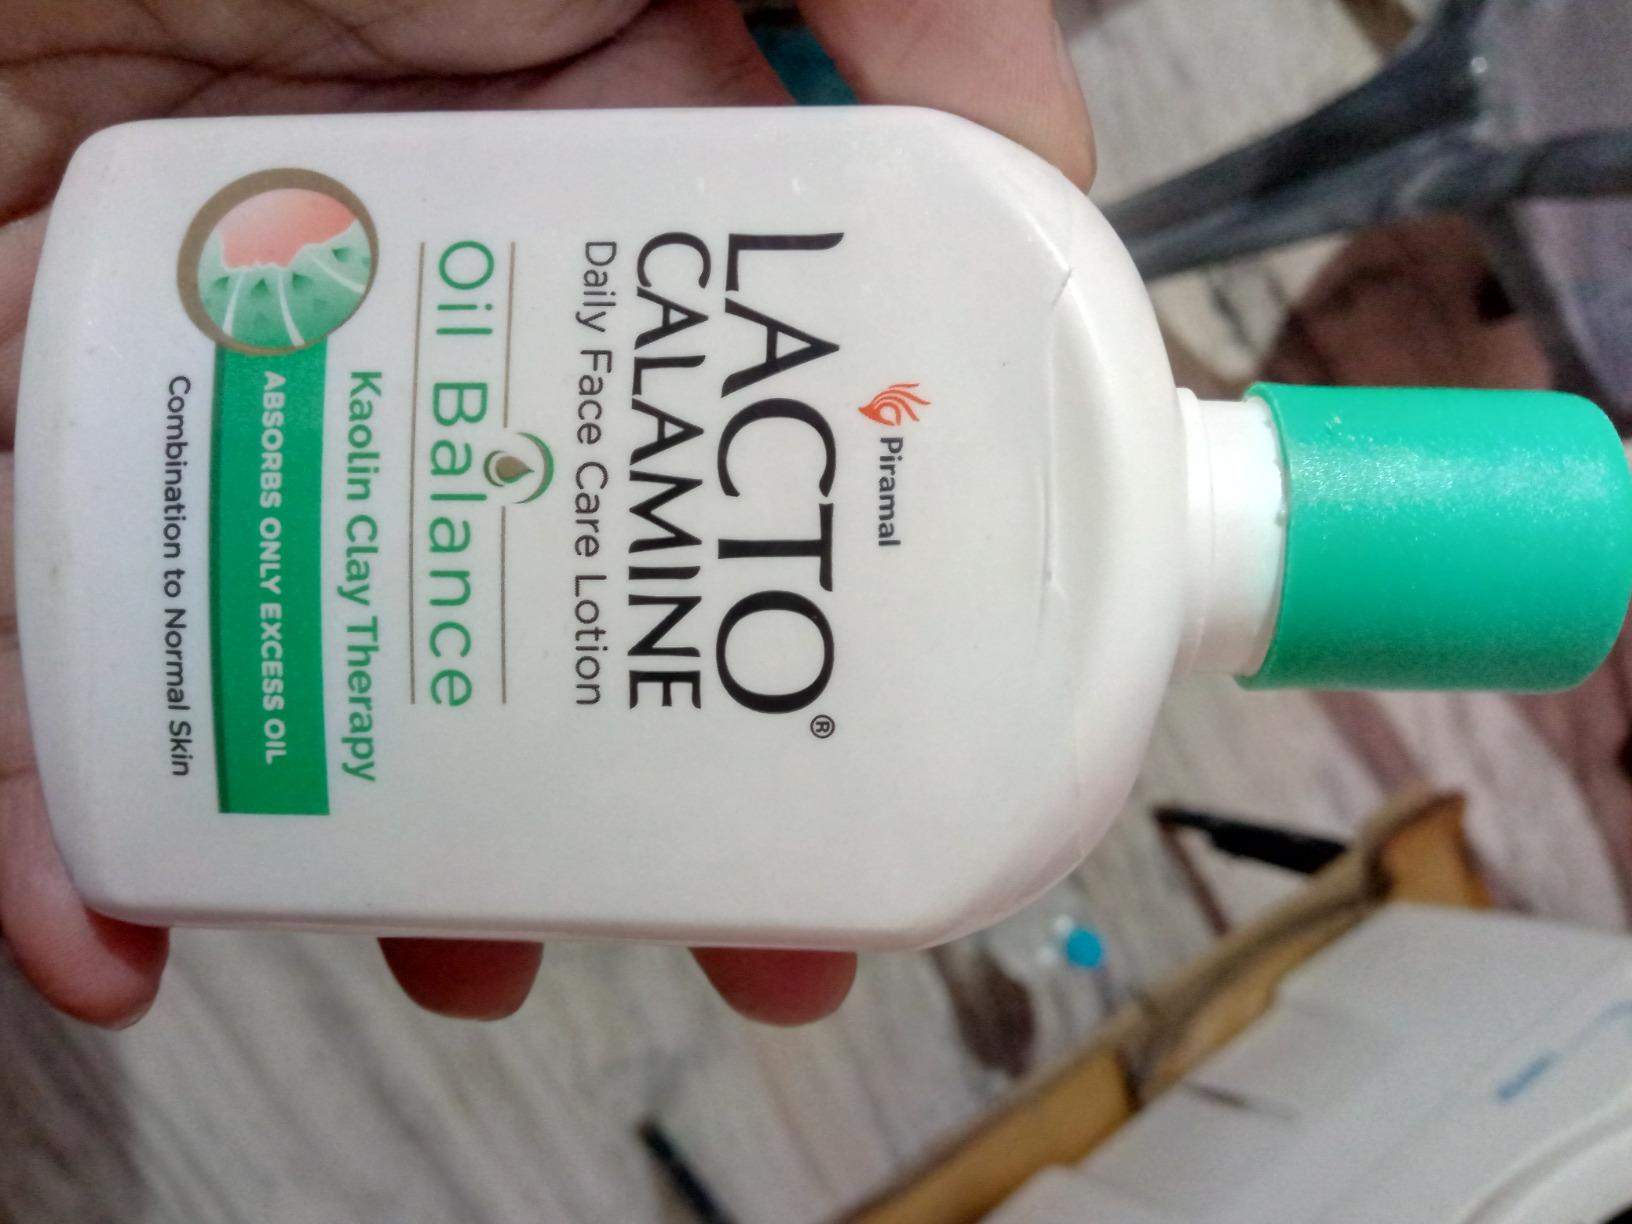 Piramal
LACTO®
CALAMINE
Daily Face Care Lotion
Oil Balance
Kaolin Clay Therapy
ABSORBS ONLY EXCESS OIL
Combination to Normal Skin